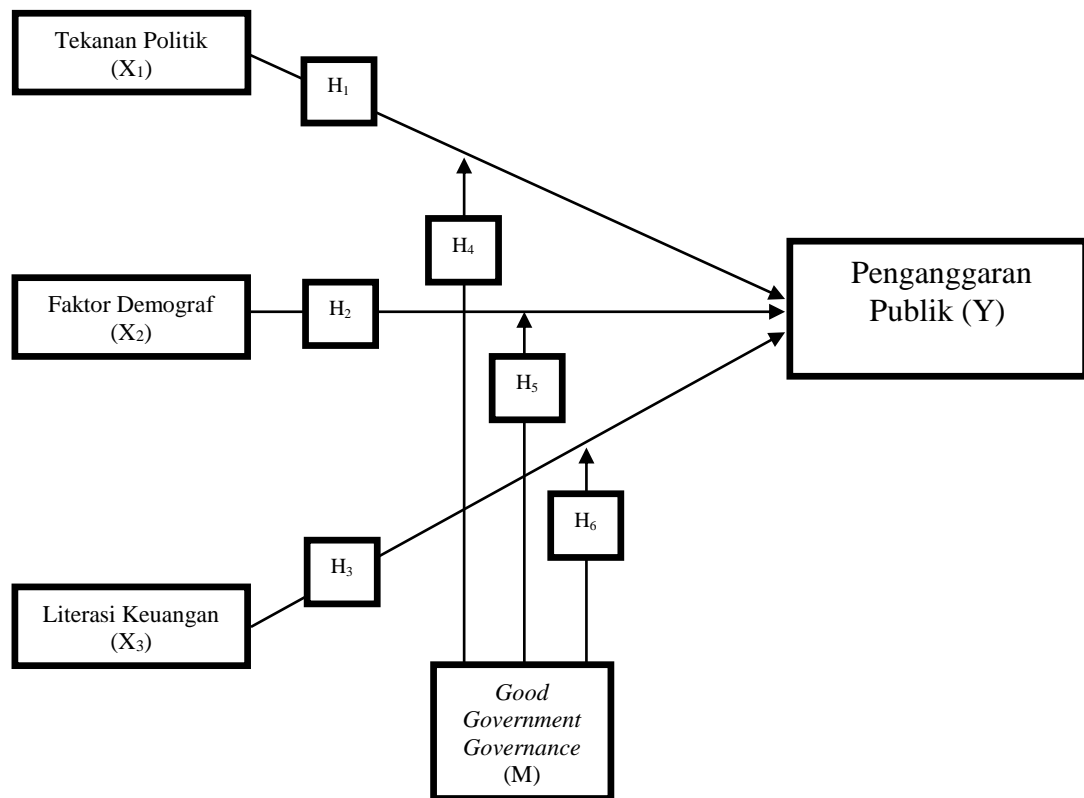 Tekanan Politik
(X₁)
H₁
H₄
Penganggaran
Publik (Y)
Faktor Demograf
(X₂)
H₂
H₅
H₆
H₃
Literasi Keuangan
(X₃)
Good
Government
Governance
(M)